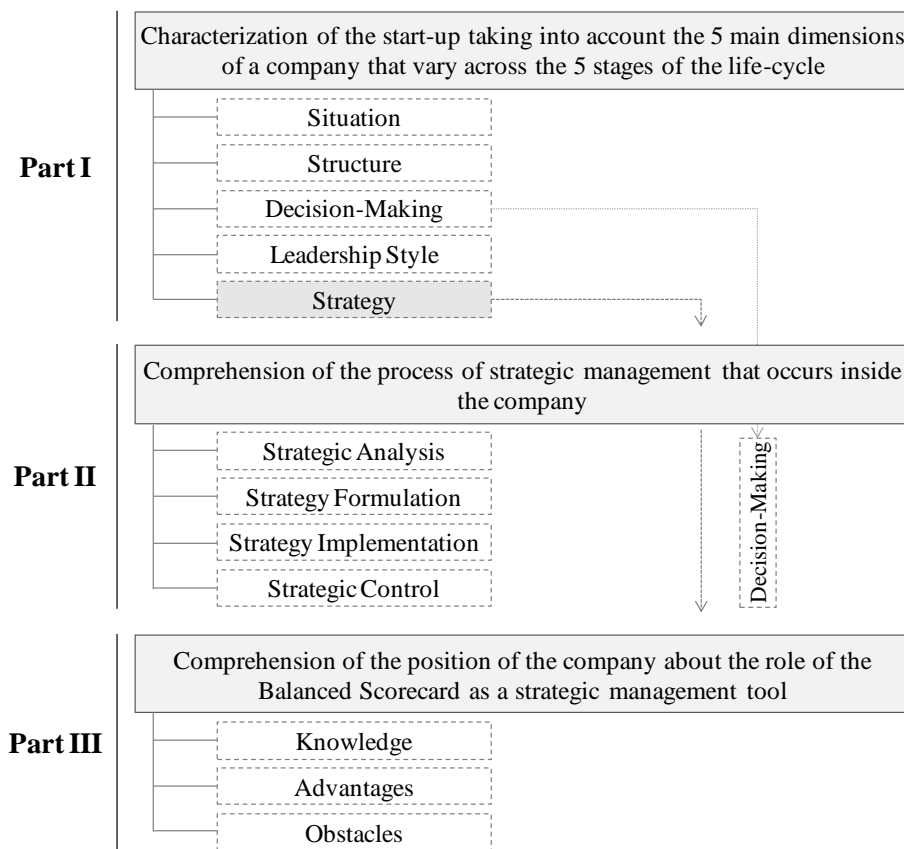 Characterization of the start-up taking into account the 5 main dimensions
of a company that vary across the 5 stages of the life-cycle
Part I
Situation
Structure
Decision-Making
Leadership Style
Strategy
Comprehension of the process of strategic management that occurs inside
the company
Part II
Strategic Analysis
Strategy Formulation
Strategy Implementation
Strategic Control
Decision-Making
Comprehension of the position of the company about the role of the
Balanced Scorecard as a strategic management tool
Part III
Knowledge
Advantages
Obstacles